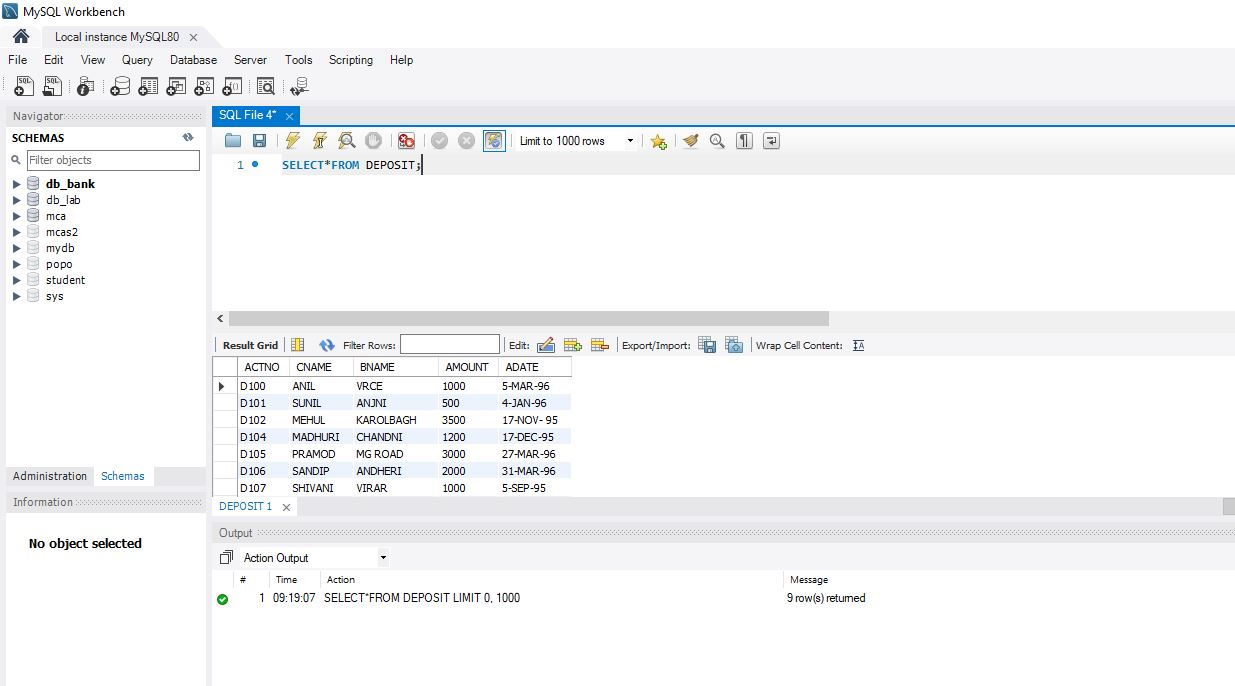 MySQL Workbench
Local instance MySQL80
File Edit View Query Database Server Tools Scripting Help
Navigator
SCHEMAS
Filter objects
db_bank
db_lab
mca
mcas2
mydb
popo
student
sys
Administration Schemas
Information
No object selected
SQL File 4*
Limit to 1000 rows
1 SELECT*FROM DEPOSIT;
Result Grid Filter Rows: Edit: Export/Import: Wrap Cell Content:
ACTNO CNAME BNAME AMOUNT ADATE
D100 ANIL VRCE 1000 5-MAR-96
D101 SUNIL ANJNI 500 4-JAN-96
D102 MEHUL KAROLBAGH 3500 17-NOV- 95
D104 MADHURI CHANDNI 1200 17-DEC-95
D105 PRAMOD MG ROAD 3000 27-MAR-96
D106 SANDIP ANDHERI 2000 31-MAR-96
D107 SHIVANI VIRAR 1000 5-SEP-95
DEPOSIT 1
Output
Action Output
# Time Action Message
1 09:19:07 SELECT*FROM DEPOSIT LIMIT 0, 1000 9 row(s) returned